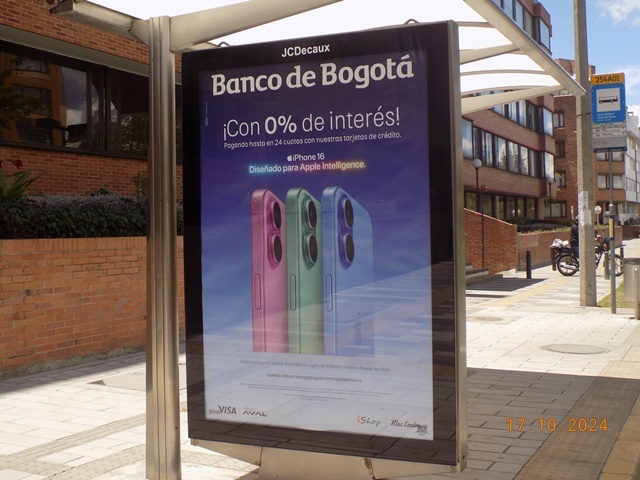 JCDecaux
Banco de Bogotá
¡Con 0% de interés!
Pagando hasta en 24 cuotas con nuestras tarjetas de crédito.
iPhone 16
Diseñado para Apple Intelligence.
VISA
AVAL
iShop
Mac Center
254A01
17 10 2024